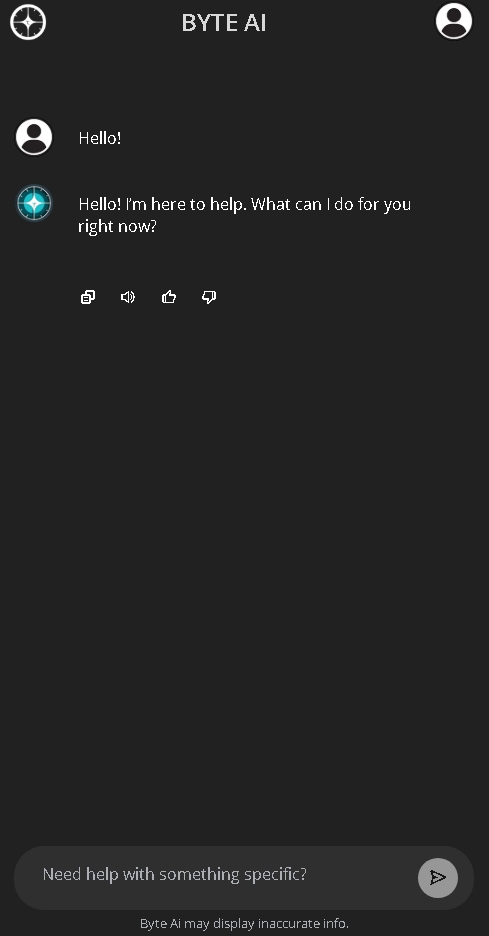 BYTE AI
Hello!
Hello! I'm here to help. What can I do for you
right now?
Need help with something specific?
Byte Ai may display inaccurate info.